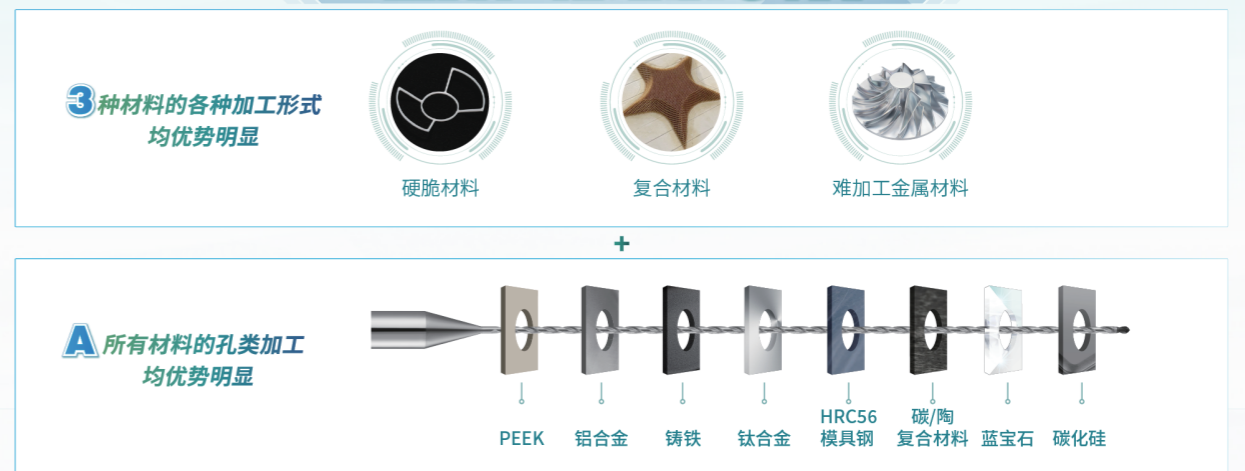 3种材料的各种加工形式
均优势明显
硬脆材料
复合材料
难加工金属材料
+
A所有材料的孔类加工
均优势明显
PEEK
铝合金
铸铁
钛合金
HRC56
模具钢
碳/陶
复合材料
蓝宝石
碳化硅